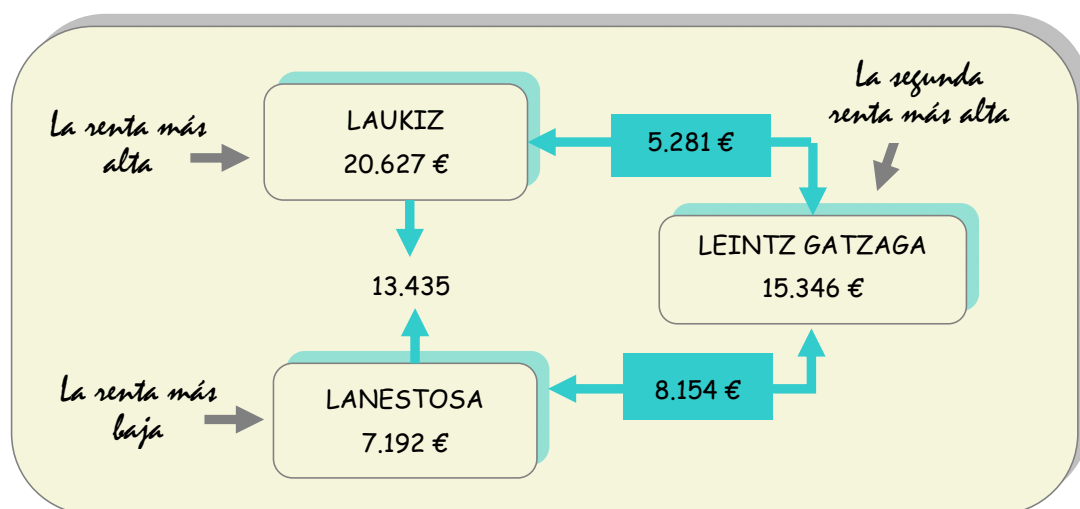 La renta más
alta
LAUKIZ
20.627 €
5.281 €
La segunda
renta más alta
LEINTZ GATZAGA
15.346 €
13.435
La renta más
baja
LANESTOSA
7.192 €
8.154 €